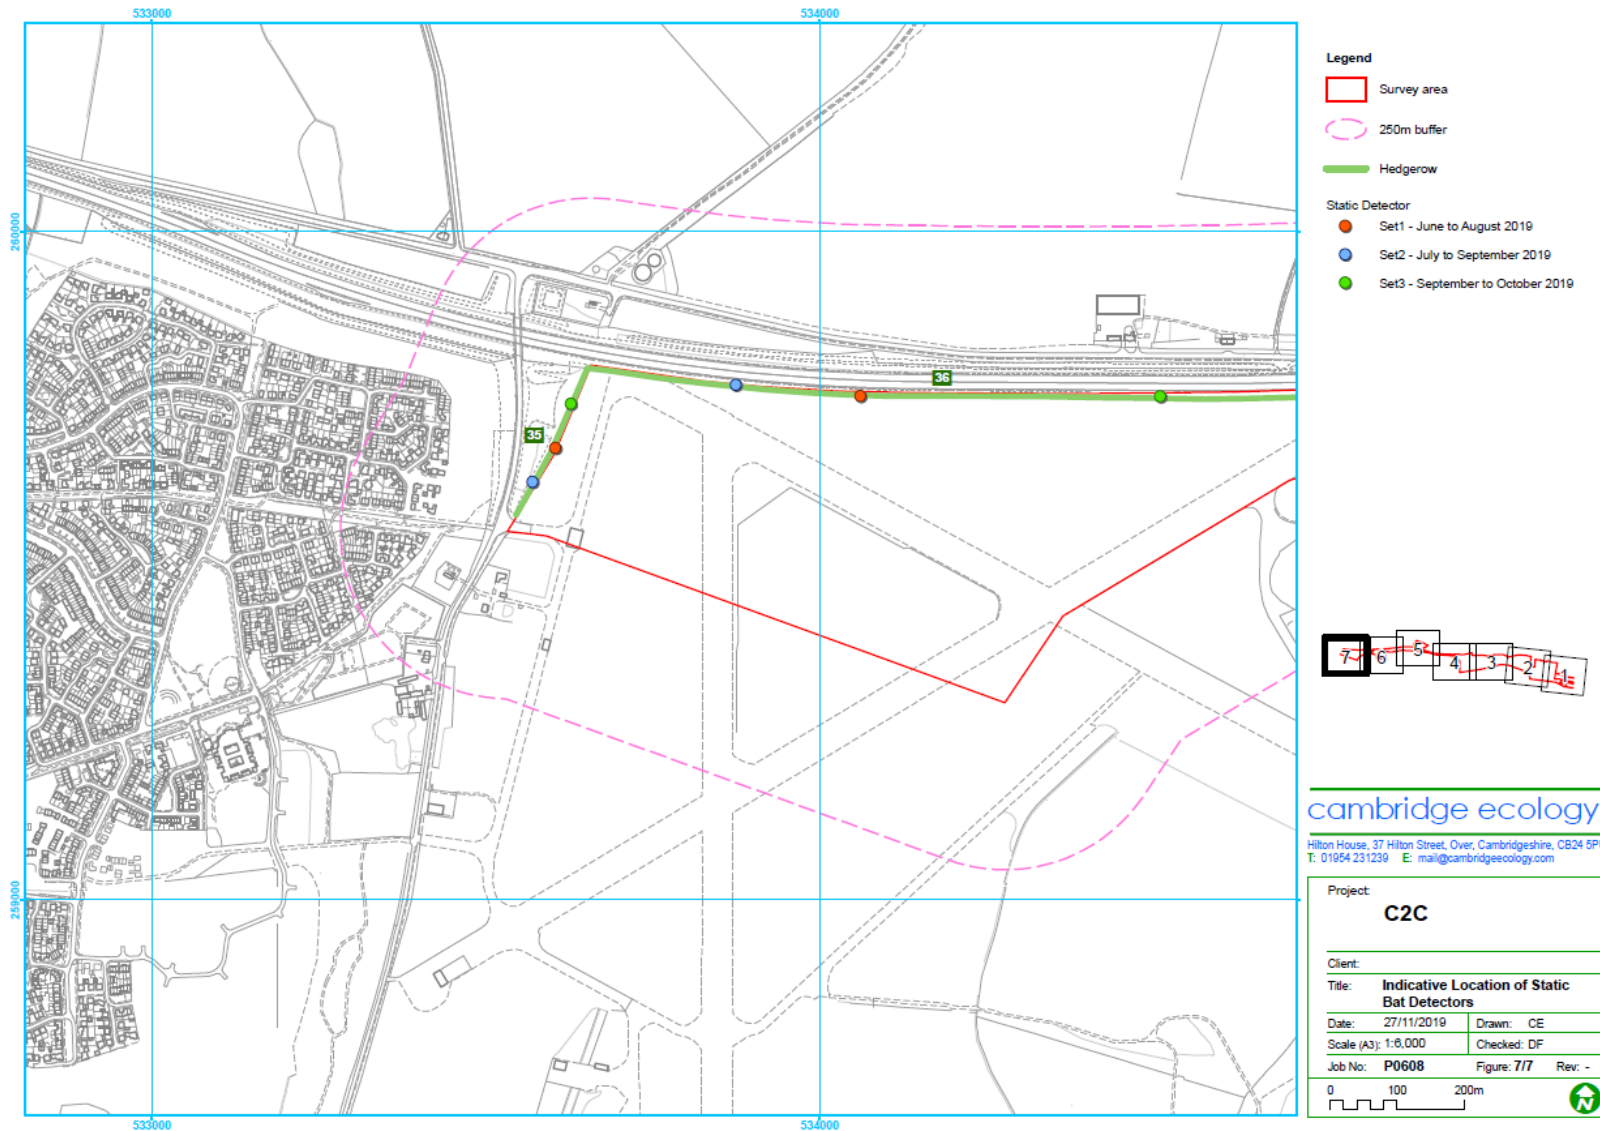 533000
534000
260000
259000
35
36
533000
534000
Legend
Survey area
250m buffer
Hedgerow
Static Detector
Set1 - June to August 2019
Set2 - July to September 2019
Set3 - September to October 2019
7 6 5 4 3 2 1
cambridge ecology
Hilton House, 37 Hilton Street, Over, Cambridgeshire, CB24
T: 01954 231239 E: mail@cambridgeecology.com
Project:
C2C
Client:
Title: Indicative Location of Static
Bat Detectors
Date: 27/11/2019 Drawn: CE
Scale (A3): 1:6,000 Checked: DF
Job No: P0608 Figure: 7/7 Rev: -
0 100 200m
N